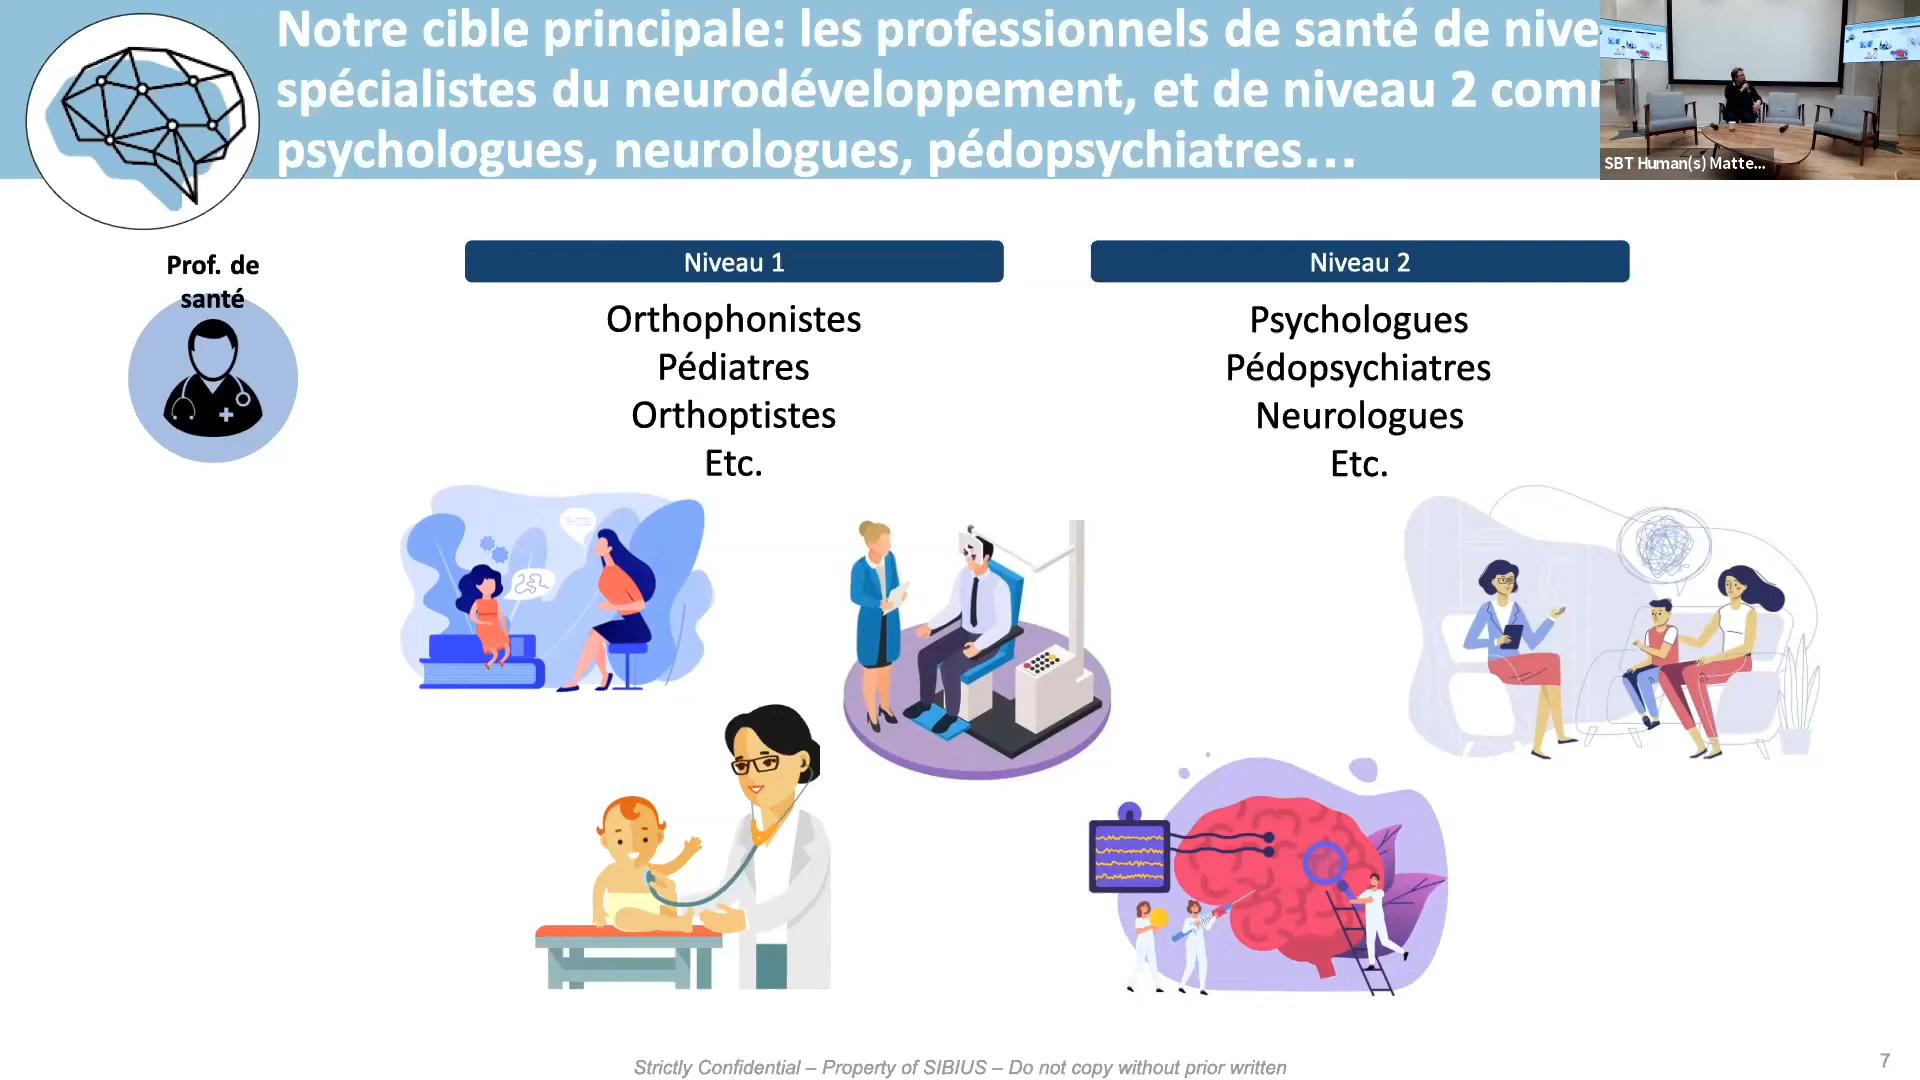 Notre cible principale: les professionnels de santé de nive
spécialistes du neurodéveloppement, et de niveau 2 com
psychologues, neurologues, pédopsychiatres…
SBT Human(s) Matte...
Prof. de
santé
Niveau 1
Orthophonistes
Pédiatres
Orthoptistes
Etc.
Niveau 2
Psychologues
Pédopsychiatres
Neurologues
Etc.
Strictly Confidential – Property of SIBIUS – Do not copy without prior written
7